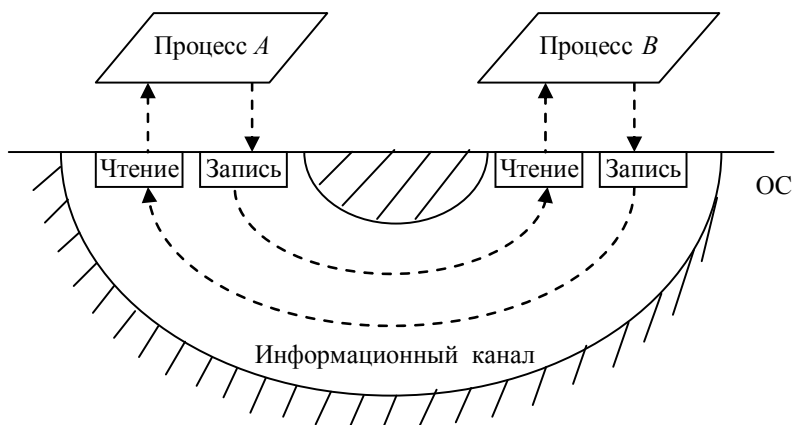 Процесс A
Процесс B
Чтение
Запись
Чтение
Запись
ОС
Информационный канал